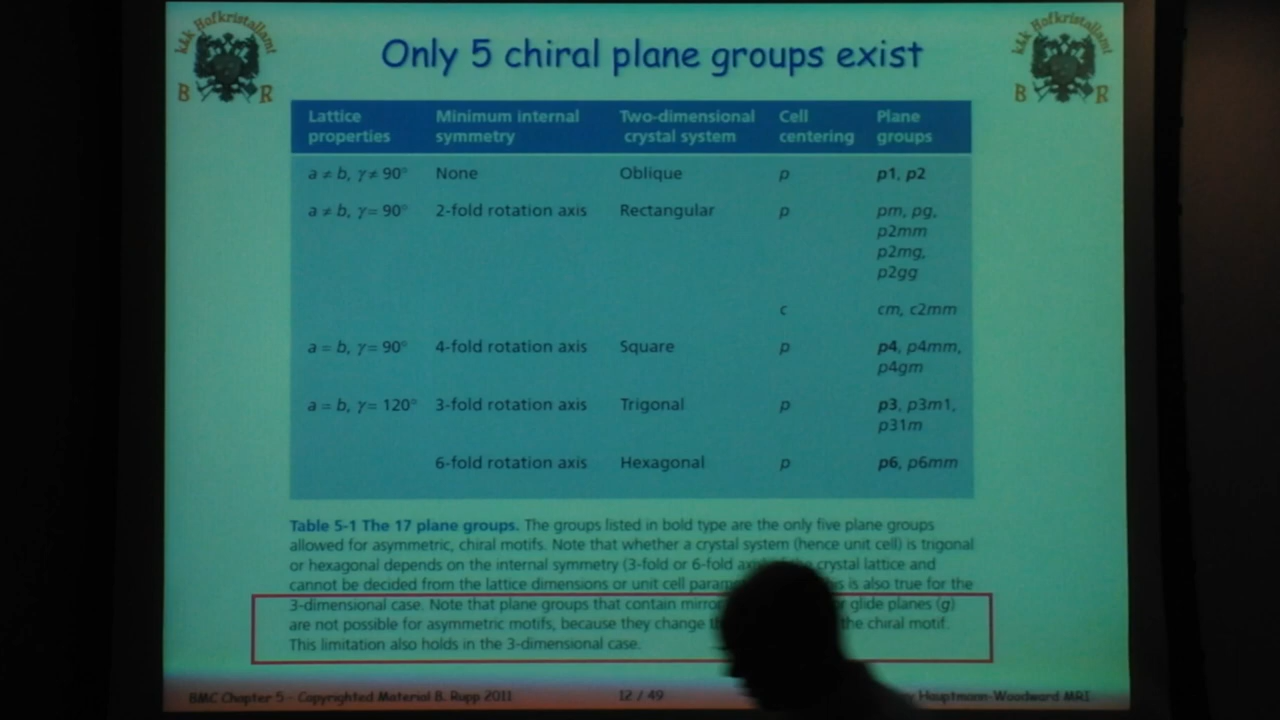 k&k Hofkristallamt
B R
k&k Hofkristallamt
B R
Only 5 chiral plane groups exist
Lattice properties Minimum internal symmetry Two-dimensional crystal system Cell centering Plane groups
a ≠ b, γ ≠ 90° None Oblique p p1, p2
a ≠ b, γ = 90° 2-fold rotation axis Rectangular p pm, pg,
p2mm
p2mg,
p2gg
c cm, c2mm
a = b, γ = 90° 4-fold rotation axis Square p p4, p4mm,
p4gm
a = b, γ = 120° 3-fold rotation axis Trigonal p p3, p3m1,
p31m
6-fold rotation axis Hexagonal p p6, p6mm
Table 5-1 The 17 plane groups. The groups listed in bold type are the only five plane groups
allowed for asymmetric, chiral motifs. Note that whether a crystal system (hence unit cell) is trigonal
or hexagonal depends on the internal symmetry (3-fold or 6-fold crystal lattice and
cannot be decided from the lattice dimensions or unit cell is also true for the
3-dimensional case. Note that plane groups that contain mirror glide planes (g)
are not possible for asymmetric motifs, because they change the chiral motif.
This limitation also holds in the 3-dimensional case.
BMC Chapter 5 - Copyrighted Material B. Rupp 2011 12 / 49 Hauptmann-Woodward MRI